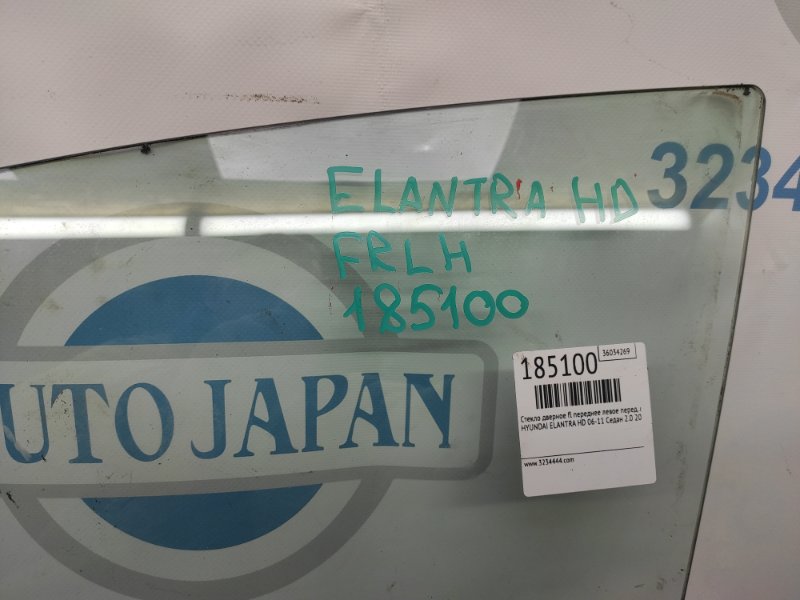 ELANTRA HD
3234
FRLH
185100
185100
36034269
Стекло дверное fl переднее левое перед.
HYUNDAI ELANTRA HD 06-11 Седан 2.0 20
www.3234444.com
UTO JAPAN